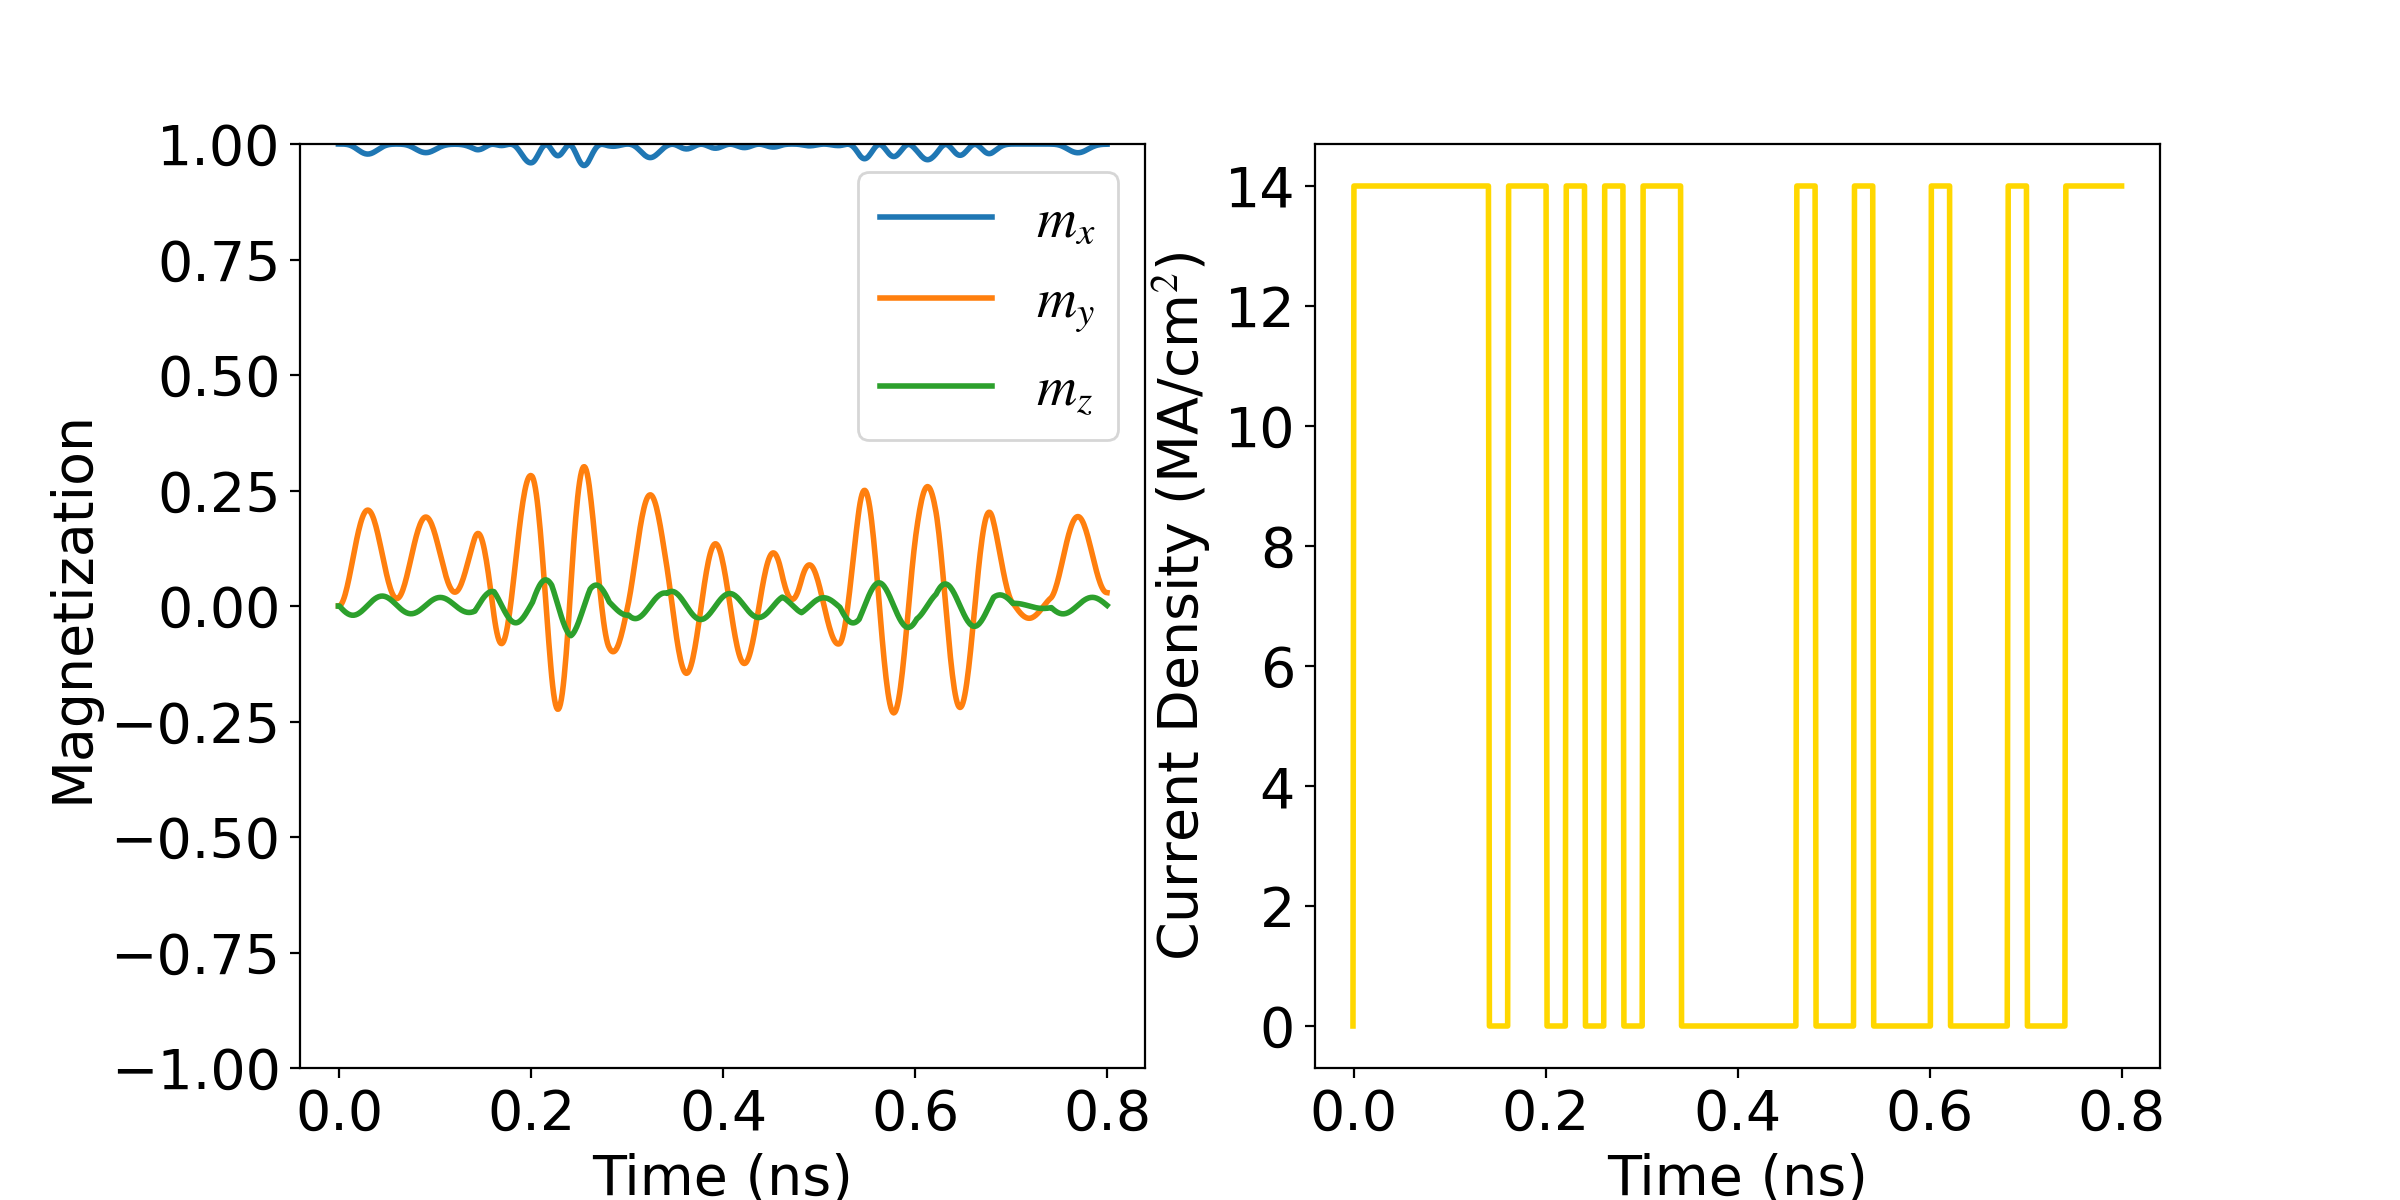 Magnetization
1.00
0.75
0.50
0.25
0.00
−0.25
−0.50
−0.75
−1.00
0.0 0.2 0.4 0.6 0.8
Time (ns)
m_x
m_y
m_z
Current Density (MA/cm²)
14
12
10
8
6
4
2
0
0.0 0.2 0.4 0.6 0.8
Time (ns)